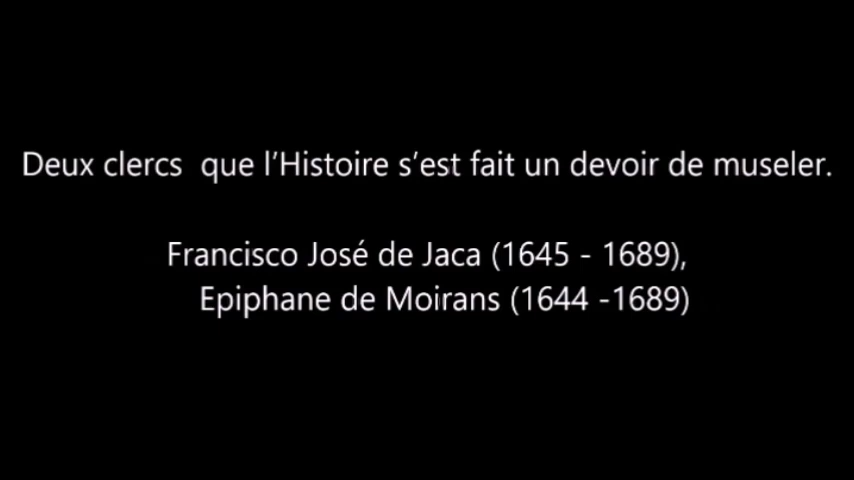 Deux clercs que l’Histoire s’est fait un devoir de museler.
Francisco José de Jaca (1645 - 1689),
Epiphane de Moirans (1644 -1689)